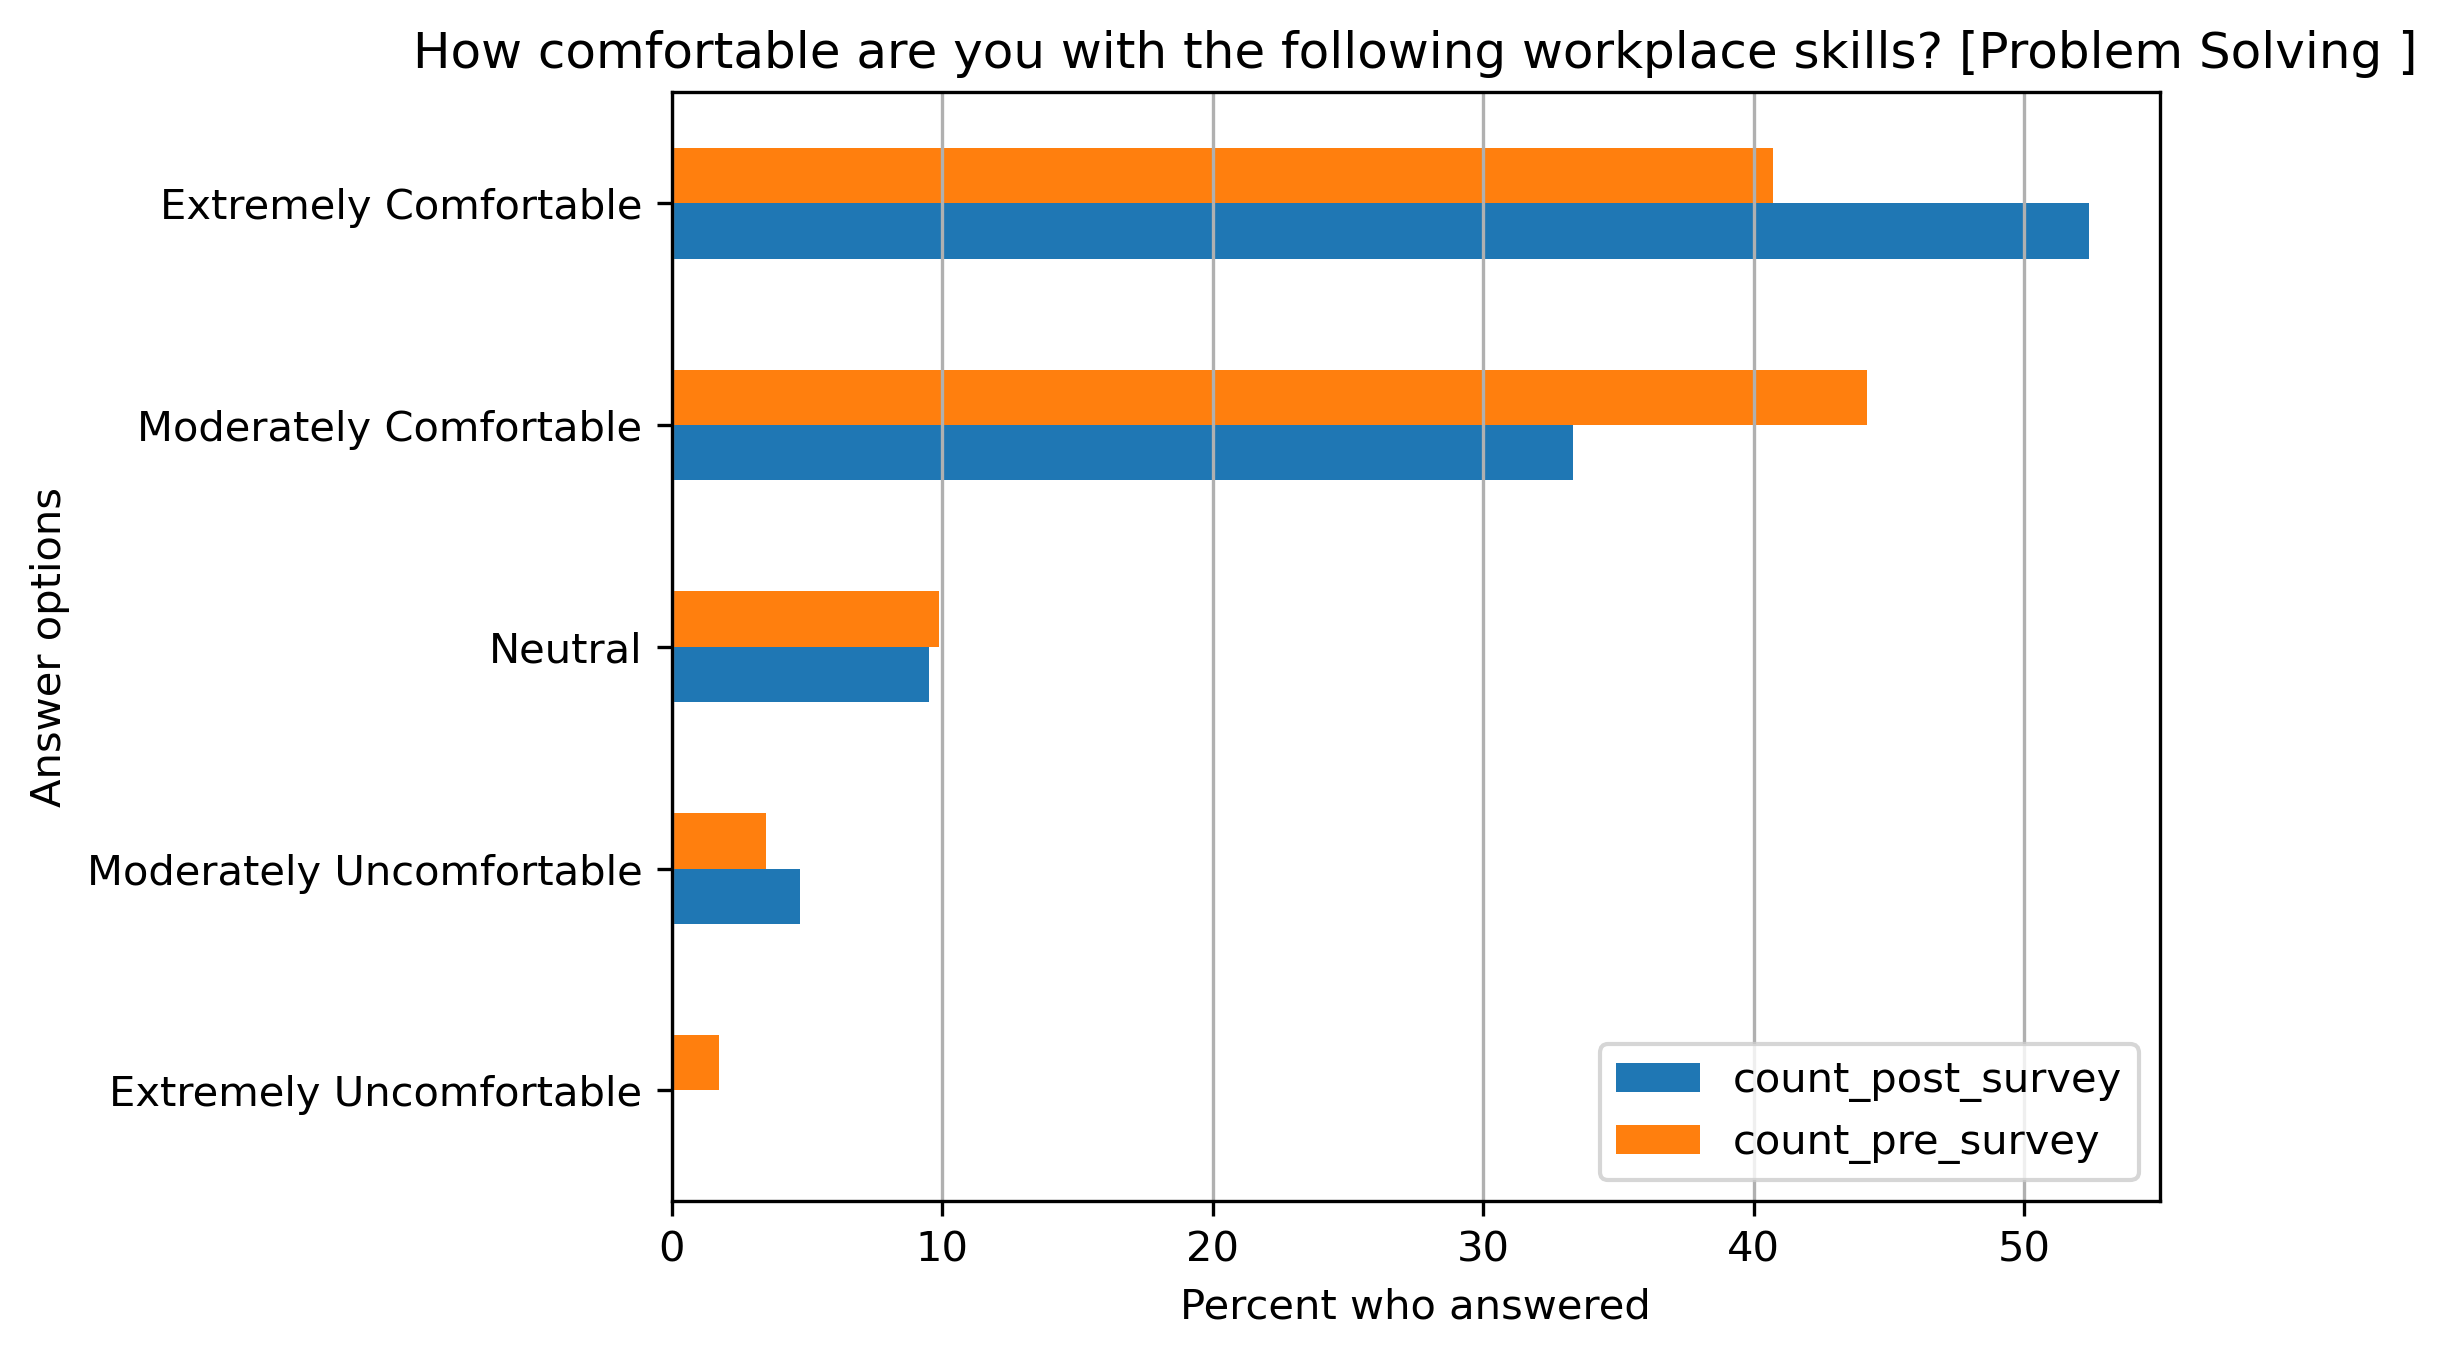 How comfortable are you with the following workplace skills? [Problem Solving ]
Extremely Comfortable
Moderately Comfortable
Neutral
Moderately Uncomfortable
Extremely Uncomfortable
Answer options
count_post_survey
count_pre_survey
0 10 20 30 40 50
Percent who answered